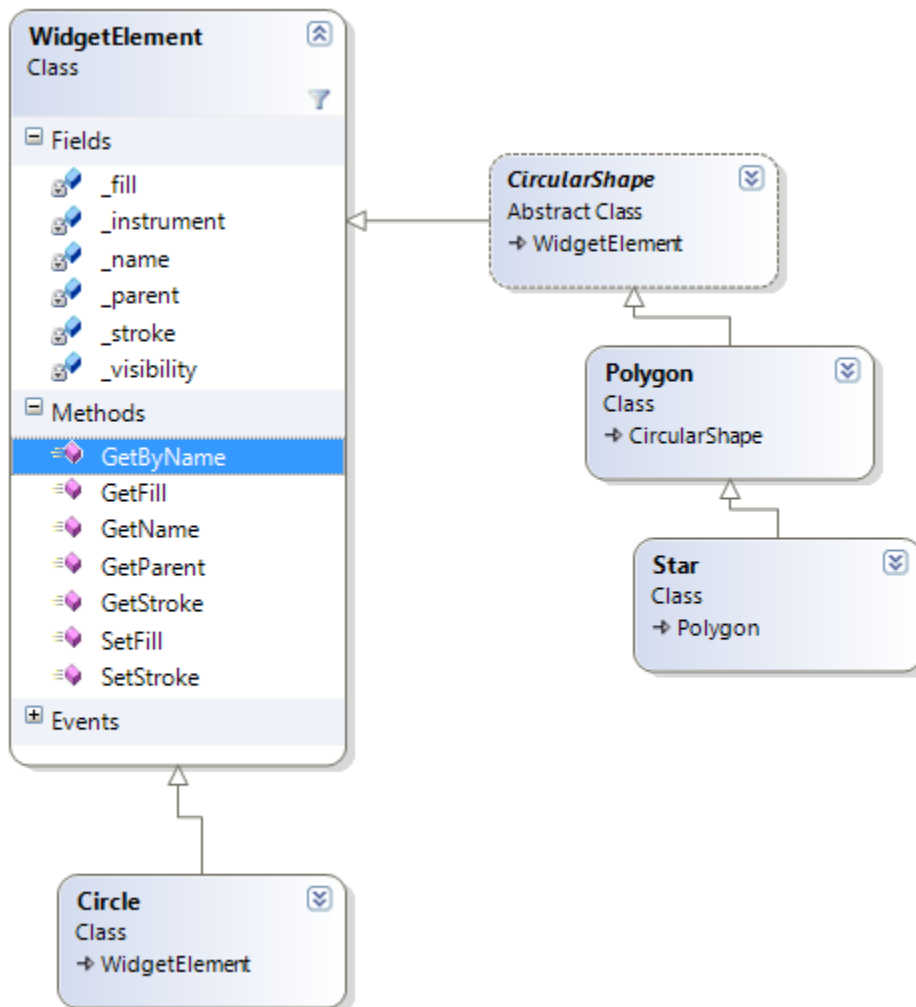 WidgetElement
Class
Fields
_fill
_instrument
_name
_parent
_stroke
_visibility
Methods
GetByName
GetFill
GetName
GetParent
GetStroke
SetFill
SetStroke
Events
CircularShape
Abstract Class
WidgetElement
Polygon
Class
CircularShape
Star
Class
Polygon
Circle
Class
WidgetElement